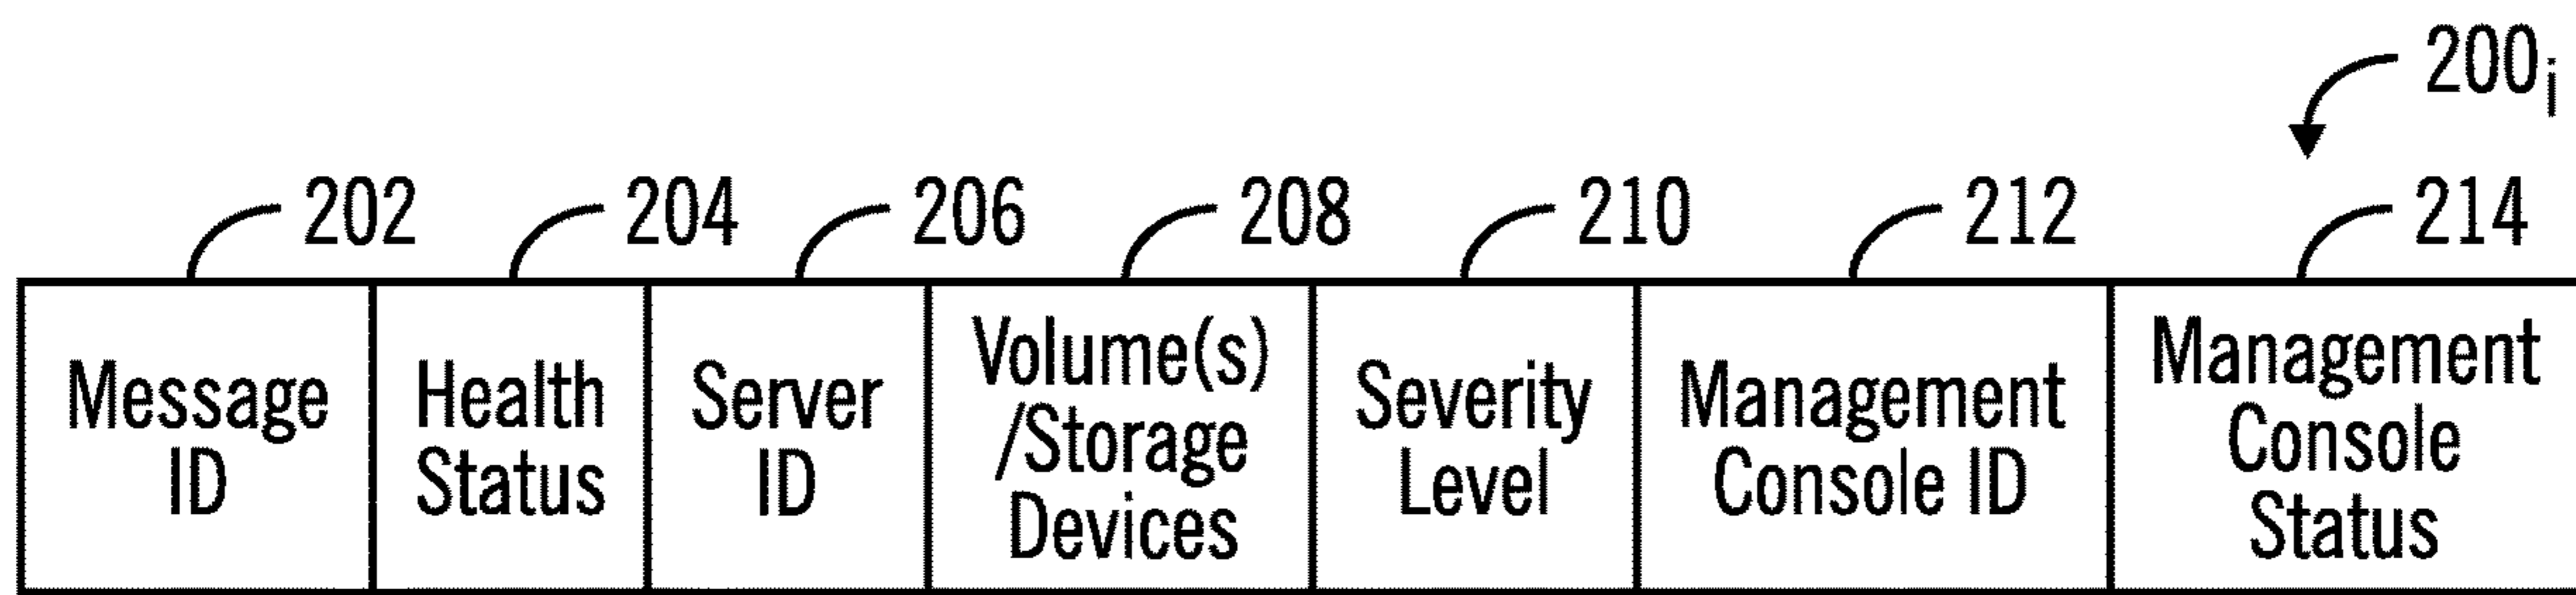 200i
202 204 206 208 210 212 214
Message
ID
Health
Status
Server
ID
Volume(s)
/Storage
Devices
Severity
Level
Management
Console ID
Management
Console
Status